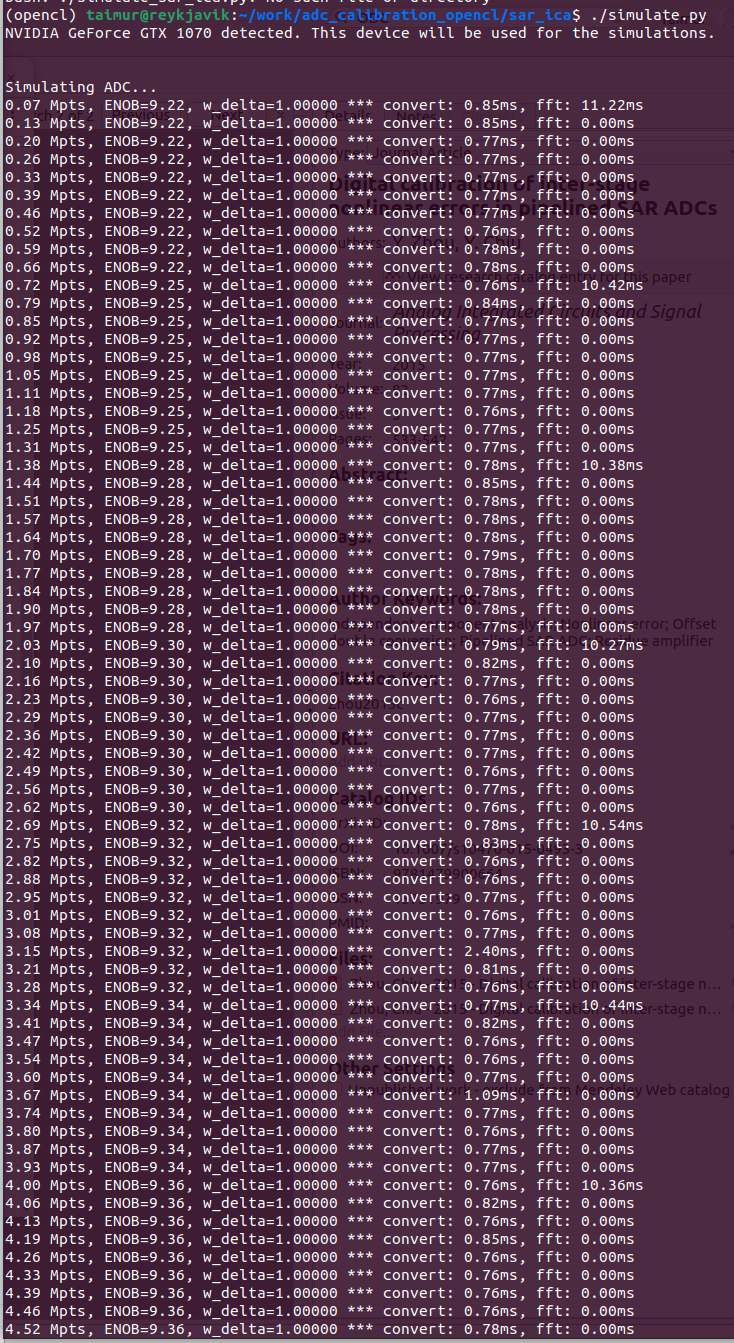 (opencl) taimur@reykjavik:~/work/adc_calibration_opencl/sar_ica$ ./simulate.py
NVIDIA GeForce GTX 1070 detected. This device will be used for the simulations.
Simulating ADC...
0.07 Mpts, ENOB=9.22, w_delta=1.00000 *** convert: 0.85ms, fft: 11.22ms
0.13 Mpts, ENOB=9.22, w_delta=1.00000 *** convert: 0.85ms, fft: 0.00ms
0.20 Mpts, ENOB=9.22, w_delta=1.00000 *** convert: 0.77ms, fft: 0.00ms
0.26 Mpts, ENOB=9.22, w_delta=1.00000 *** convert: 0.77ms, fft: 0.00ms
0.33 Mpts, ENOB=9.22, w_delta=1.00000 *** convert: 0.77ms, fft: 0.00ms
0.39 Mpts, ENOB=9.22, w_delta=1.00000 *** convert: 0.77ms, fft: 0.00ms
0.46 Mpts, ENOB=9.22, w_delta=1.00000 *** convert: 0.77ms, fft: 0.00ms
0.52 Mpts, ENOB=9.22, w_delta=1.00000 *** convert: 0.76ms, fft: 0.00ms
0.59 Mpts, ENOB=9.22, w_delta=1.00000 *** convert: 0.78ms, fft: 0.00ms
0.66 Mpts, ENOB=9.22, w_delta=1.00000 *** convert: 0.78ms, fft: 0.00ms
0.72 Mpts, ENOB=9.25, w_delta=1.00000 *** convert: 0.76ms, fft: 10.42ms
0.79 Mpts, ENOB=9.25, w_delta=1.00000 *** convert: 0.84ms, fft: 0.00ms
0.85 Mpts, ENOB=9.25, w_delta=1.00000 *** convert: 0.77ms, fft: 0.00ms
0.92 Mpts, ENOB=9.25, w_delta=1.00000 *** convert: 0.77ms, fft: 0.00ms
0.98 Mpts, ENOB=9.25, w_delta=1.00000 *** convert: 0.77ms, fft: 0.00ms
1.05 Mpts, ENOB=9.25, w_delta=1.00000 *** convert: 0.77ms, fft: 0.00ms
1.11 Mpts, ENOB=9.25, w_delta=1.00000 *** convert: 0.77ms, fft: 0.00ms
1.18 Mpts, ENOB=9.25, w_delta=1.00000 *** convert: 0.76ms, fft: 0.00ms
1.25 Mpts, ENOB=9.25, w_delta=1.00000 *** convert: 0.77ms, fft: 0.00ms
1.31 Mpts, ENOB=9.25, w_delta=1.00000 *** convert: 0.77ms, fft: 0.00ms
1.38 Mpts, ENOB=9.28, w_delta=1.00000 *** convert: 0.78ms, fft: 10.38ms
1.44 Mpts, ENOB=9.28, w_delta=1.00000 *** convert: 0.85ms, fft: 0.00ms
1.51 Mpts, ENOB=9.28, w_delta=1.00000 *** convert: 0.78ms, fft: 0.00ms
1.57 Mpts, ENOB=9.28, w_delta=1.00000 *** convert: 0.78ms, fft: 0.00ms
1.64 Mpts, ENOB=9.28, w_delta=1.00000 *** convert: 0.78ms, fft: 0.00ms
1.70 Mpts, ENOB=9.28, w_delta=1.00000 *** convert: 0.79ms, fft: 0.00ms
1.77 Mpts, ENOB=9.28, w_delta=1.00000 *** convert: 0.78ms, fft: 0.00ms
1.84 Mpts, ENOB=9.28, w_delta=1.00000 *** convert: 0.78ms, fft: 0.00ms
1.90 Mpts, ENOB=9.28, w_delta=1.00000 *** convert: 0.78ms, fft: 0.00ms
1.97 Mpts, ENOB=9.28, w_delta=1.00000 *** convert: 0.77ms, fft: 0.00ms
2.03 Mpts, ENOB=9.30, w_delta=1.00000 *** convert: 0.79ms, fft: 10.27ms
2.10 Mpts, ENOB=9.30, w_delta=1.00000 *** convert: 0.82ms, fft: 0.00ms
2.16 Mpts, ENOB=9.30, w_delta=1.00000 *** convert: 0.77ms, fft: 0.00ms
2.23 Mpts, ENOB=9.30, w_delta=1.00000 *** convert: 0.76ms, fft: 0.00ms
2.29 Mpts, ENOB=9.30, w_delta=1.00000 *** convert: 0.77ms, fft: 0.00ms
2.36 Mpts, ENOB=9.30, w_delta=1.00000 *** convert: 0.77ms, fft: 0.00ms
2.42 Mpts, ENOB=9.30, w_delta=1.00000 *** convert: 0.77ms, fft: 0.00ms
2.49 Mpts, ENOB=9.30, w_delta=1.00000 *** convert: 0.76ms, fft: 0.00ms
2.56 Mpts, ENOB=9.30, w_delta=1.00000 *** convert: 0.77ms, fft: 0.00ms
2.62 Mpts, ENOB=9.30, w_delta=1.00000 *** convert: 0.76ms, fft: 0.00ms
2.69 Mpts, ENOB=9.32, w_delta=1.00000 *** convert: 0.78ms, fft: 10.54ms
2.75 Mpts, ENOB=9.32, w_delta=1.00000 *** convert: 0.83ms, fft: 0.00ms
2.82 Mpts, ENOB=9.32, w_delta=1.00000 *** convert: 0.76ms, fft: 0.00ms
2.88 Mpts, ENOB=9.32, w_delta=1.00000 *** convert: 0.76ms, fft: 0.00ms
2.95 Mpts, ENOB=9.32, w_delta=1.00000 *** convert: 0.77ms, fft: 0.00ms
3.01 Mpts, ENOB=9.32, w_delta=1.00000 *** convert: 0.76ms, fft: 0.00ms
3.08 Mpts, ENOB=9.32, w_delta=1.00000 *** convert: 0.77ms, fft: 0.00ms
3.15 Mpts, ENOB=9.32, w_delta=1.00000 *** convert: 2.40ms, fft: 0.00ms
3.21 Mpts, ENOB=9.32, w_delta=1.00000 *** convert: 0.81ms, fft: 0.00ms
3.28 Mpts, ENOB=9.32, w_delta=1.00000 *** convert: 0.76ms, fft: 0.00ms
3.34 Mpts, ENOB=9.34, w_delta=1.00000 *** convert: 0.77ms, fft: 10.44ms
3.41 Mpts, ENOB=9.34, w_delta=1.00000 *** convert: 0.82ms, fft: 0.00ms
3.47 Mpts, ENOB=9.34, w_delta=1.00000 *** convert: 0.76ms, fft: 0.00ms
3.54 Mpts, ENOB=9.34, w_delta=1.00000 *** convert: 0.76ms, fft: 0.00ms
3.60 Mpts, ENOB=9.34, w_delta=1.00000 *** convert: 0.77ms, fft: 0.00ms
3.67 Mpts, ENOB=9.34, w_delta=1.00000 *** convert: 1.09ms, fft: 0.00ms
3.74 Mpts, ENOB=9.34, w_delta=1.00000 *** convert: 0.77ms, fft: 0.00ms
3.80 Mpts, ENOB=9.34, w_delta=1.00000 *** convert: 0.76ms, fft: 0.00ms
3.87 Mpts, ENOB=9.34, w_delta=1.00000 *** convert: 0.77ms, fft: 0.00ms
3.93 Mpts, ENOB=9.34, w_delta=1.00000 *** convert: 0.77ms, fft: 0.00ms
4.00 Mpts, ENOB=9.36, w_delta=1.00000 *** convert: 0.76ms, fft: 10.36ms
4.06 Mpts, ENOB=9.36, w_delta=1.00000 *** convert: 0.82ms, fft: 0.00ms
4.13 Mpts, ENOB=9.36, w_delta=1.00000 *** convert: 0.76ms, fft: 0.00ms
4.19 Mpts, ENOB=9.36, w_delta=1.00000 *** convert: 0.85ms, fft: 0.00ms
4.26 Mpts, ENOB=9.36, w_delta=1.00000 *** convert: 0.76ms, fft: 0.00ms
4.33 Mpts, ENOB=9.36, w_delta=1.00000 *** convert: 0.76ms, fft: 0.00ms
4.39 Mpts, ENOB=9.36, w_delta=1.00000 *** convert: 0.76ms, fft: 0.00ms
4.46 Mpts, ENOB=9.36, w_delta=1.00000 *** convert: 0.76ms, fft: 0.00ms
4.52 Mpts, ENOB=9.36, w_delta=1.00000 *** convert: 0.78ms, fft: 0.00ms